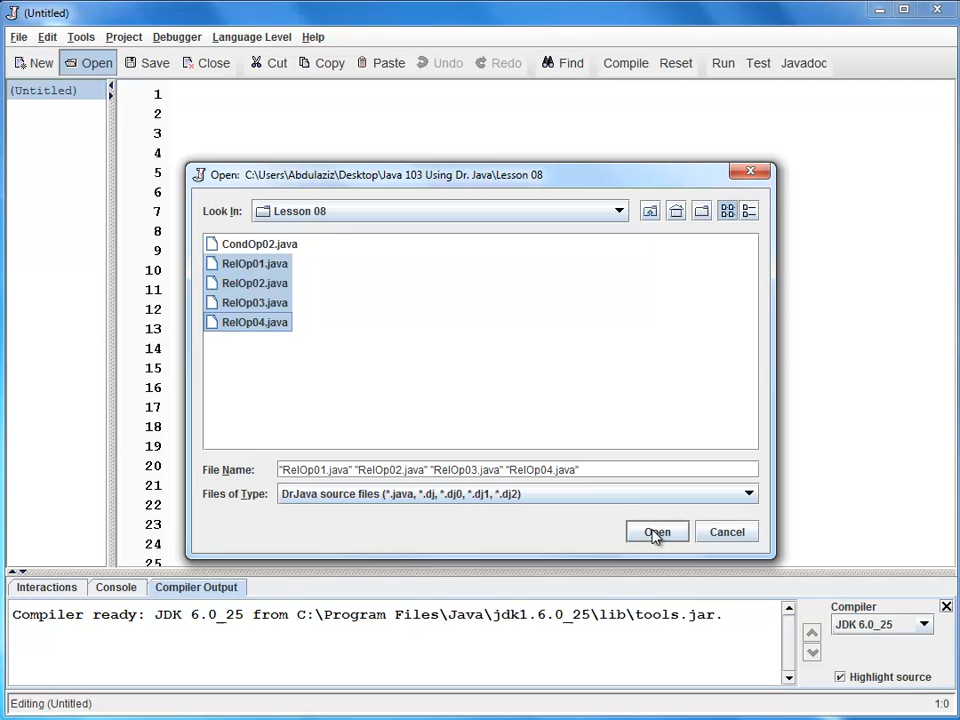 (Untitled)
File Edit Tools Project Debugger Language Level Help
New Open Save Close Cut Copy Paste Undo Redo Find Compile Reset Run Test Javadoc
(Untitled)
1
2
3
4
5
6
7
8
9
10
11
12
13
14
15
16
17
18
19
20
21
22
23
24
25
Open: C:\Users\Abdulaziz\Desktop\Java 103 Using Dr. Java\Lesson 08
Look In: Lesson 08
CondOp02.java
RelOp01.java
RelOp02.java
RelOp03.java
RelOp04.java
File Name: "RelOp01.java" "RelOp02.java" "RelOp03.java" "RelOp04.java"
Files of Type: DrJava source files (*.java, *.dj, *.dj0, *.dj1, *.dj2)
Open Cancel
Interactions Console Compiler Output
Compiler ready: JDK 6.0_25 from C:\Program Files\Java\jdk1.6.0_25\lib\tools.jar.
Compiler
JDK 6.0_25
Highlight source
Editing (Untitled) 1:0